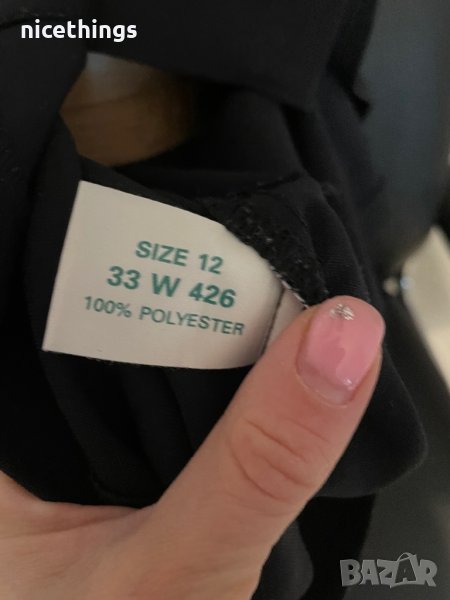 nicethings
SIZE 12
33 W 426
100% POLYESTER
BAZAR